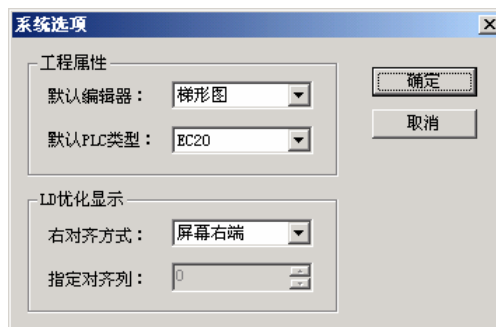 系统选项
工程属性
默认编辑器： 梯形图
默认PLC类型： EC20
LD优化显示
右对齐方式： 屏幕右端
指定对齐列： 0
确定
取消